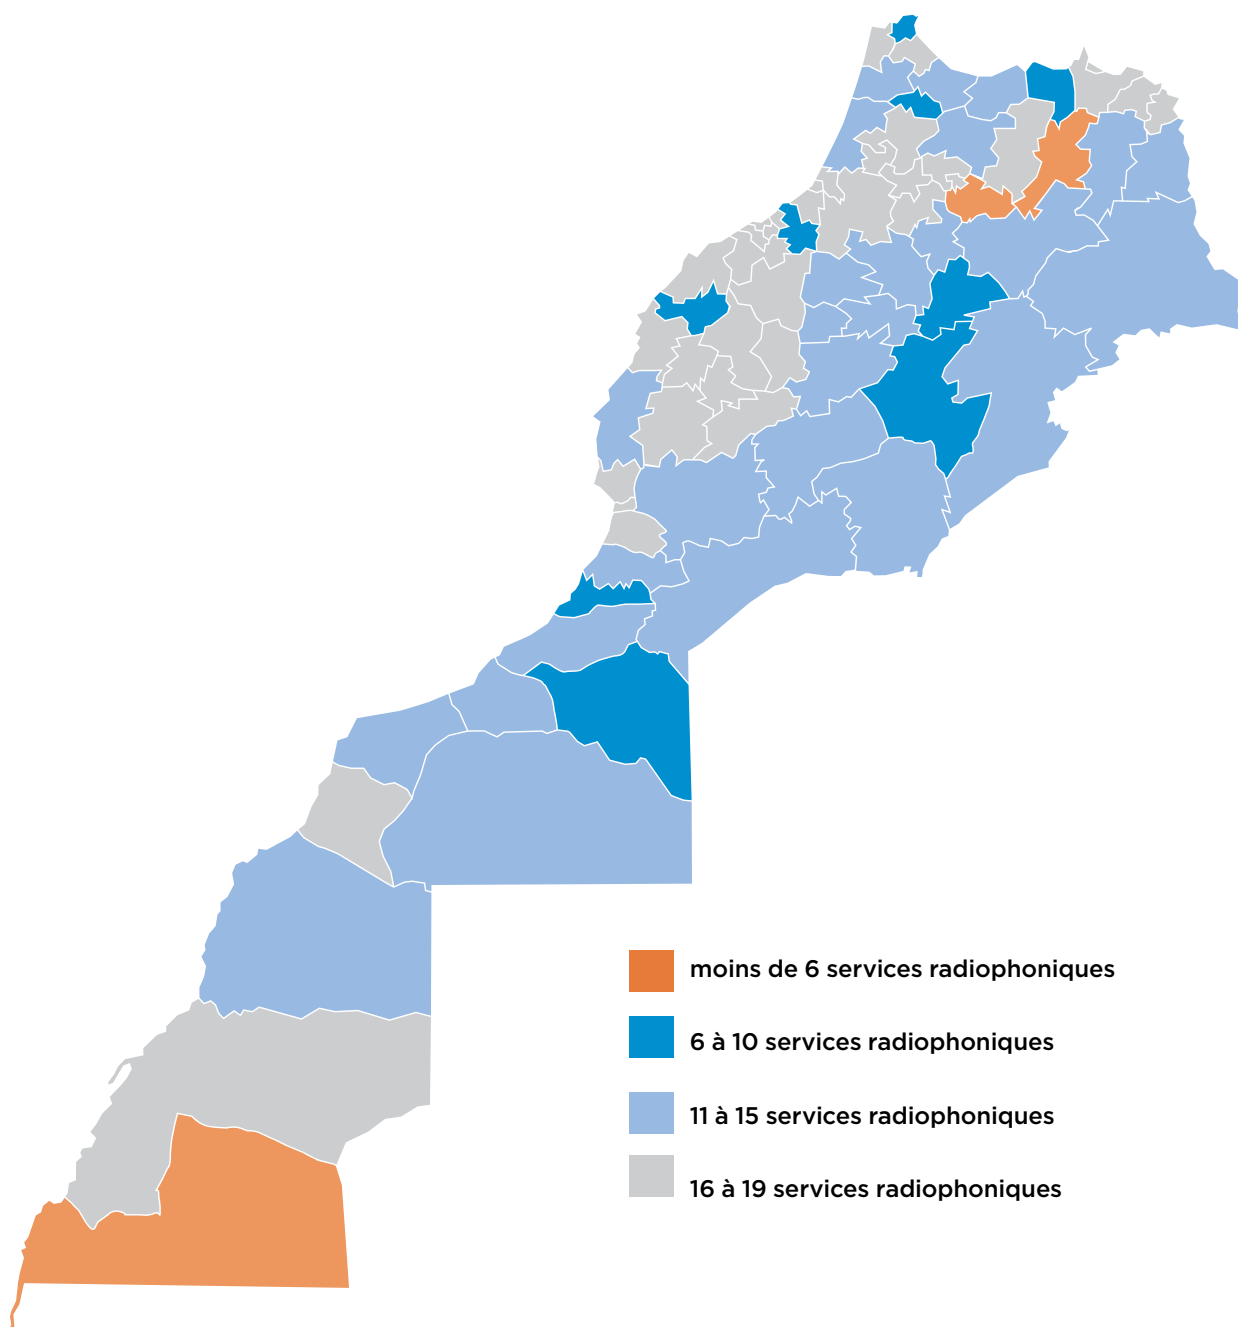 moins de 6 services radiophoniques
6 à 10 services radiophoniques
11 à 15 services radiophoniques
16 à 19 services radiophoniques